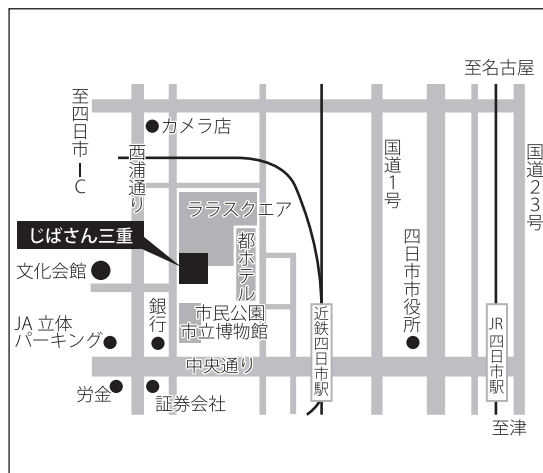 至名古屋
至四日市IC
カメラ店
西浦通り
国道1号
国道23号
ララスクエア
じばさん三重
都ホテル
四日市市役所
文化会館
市民公園
市立博物館
銀行
JA立体
パーキング
近鉄四日市駅
JR四日市駅
中央通り
労金
証券会社
至津